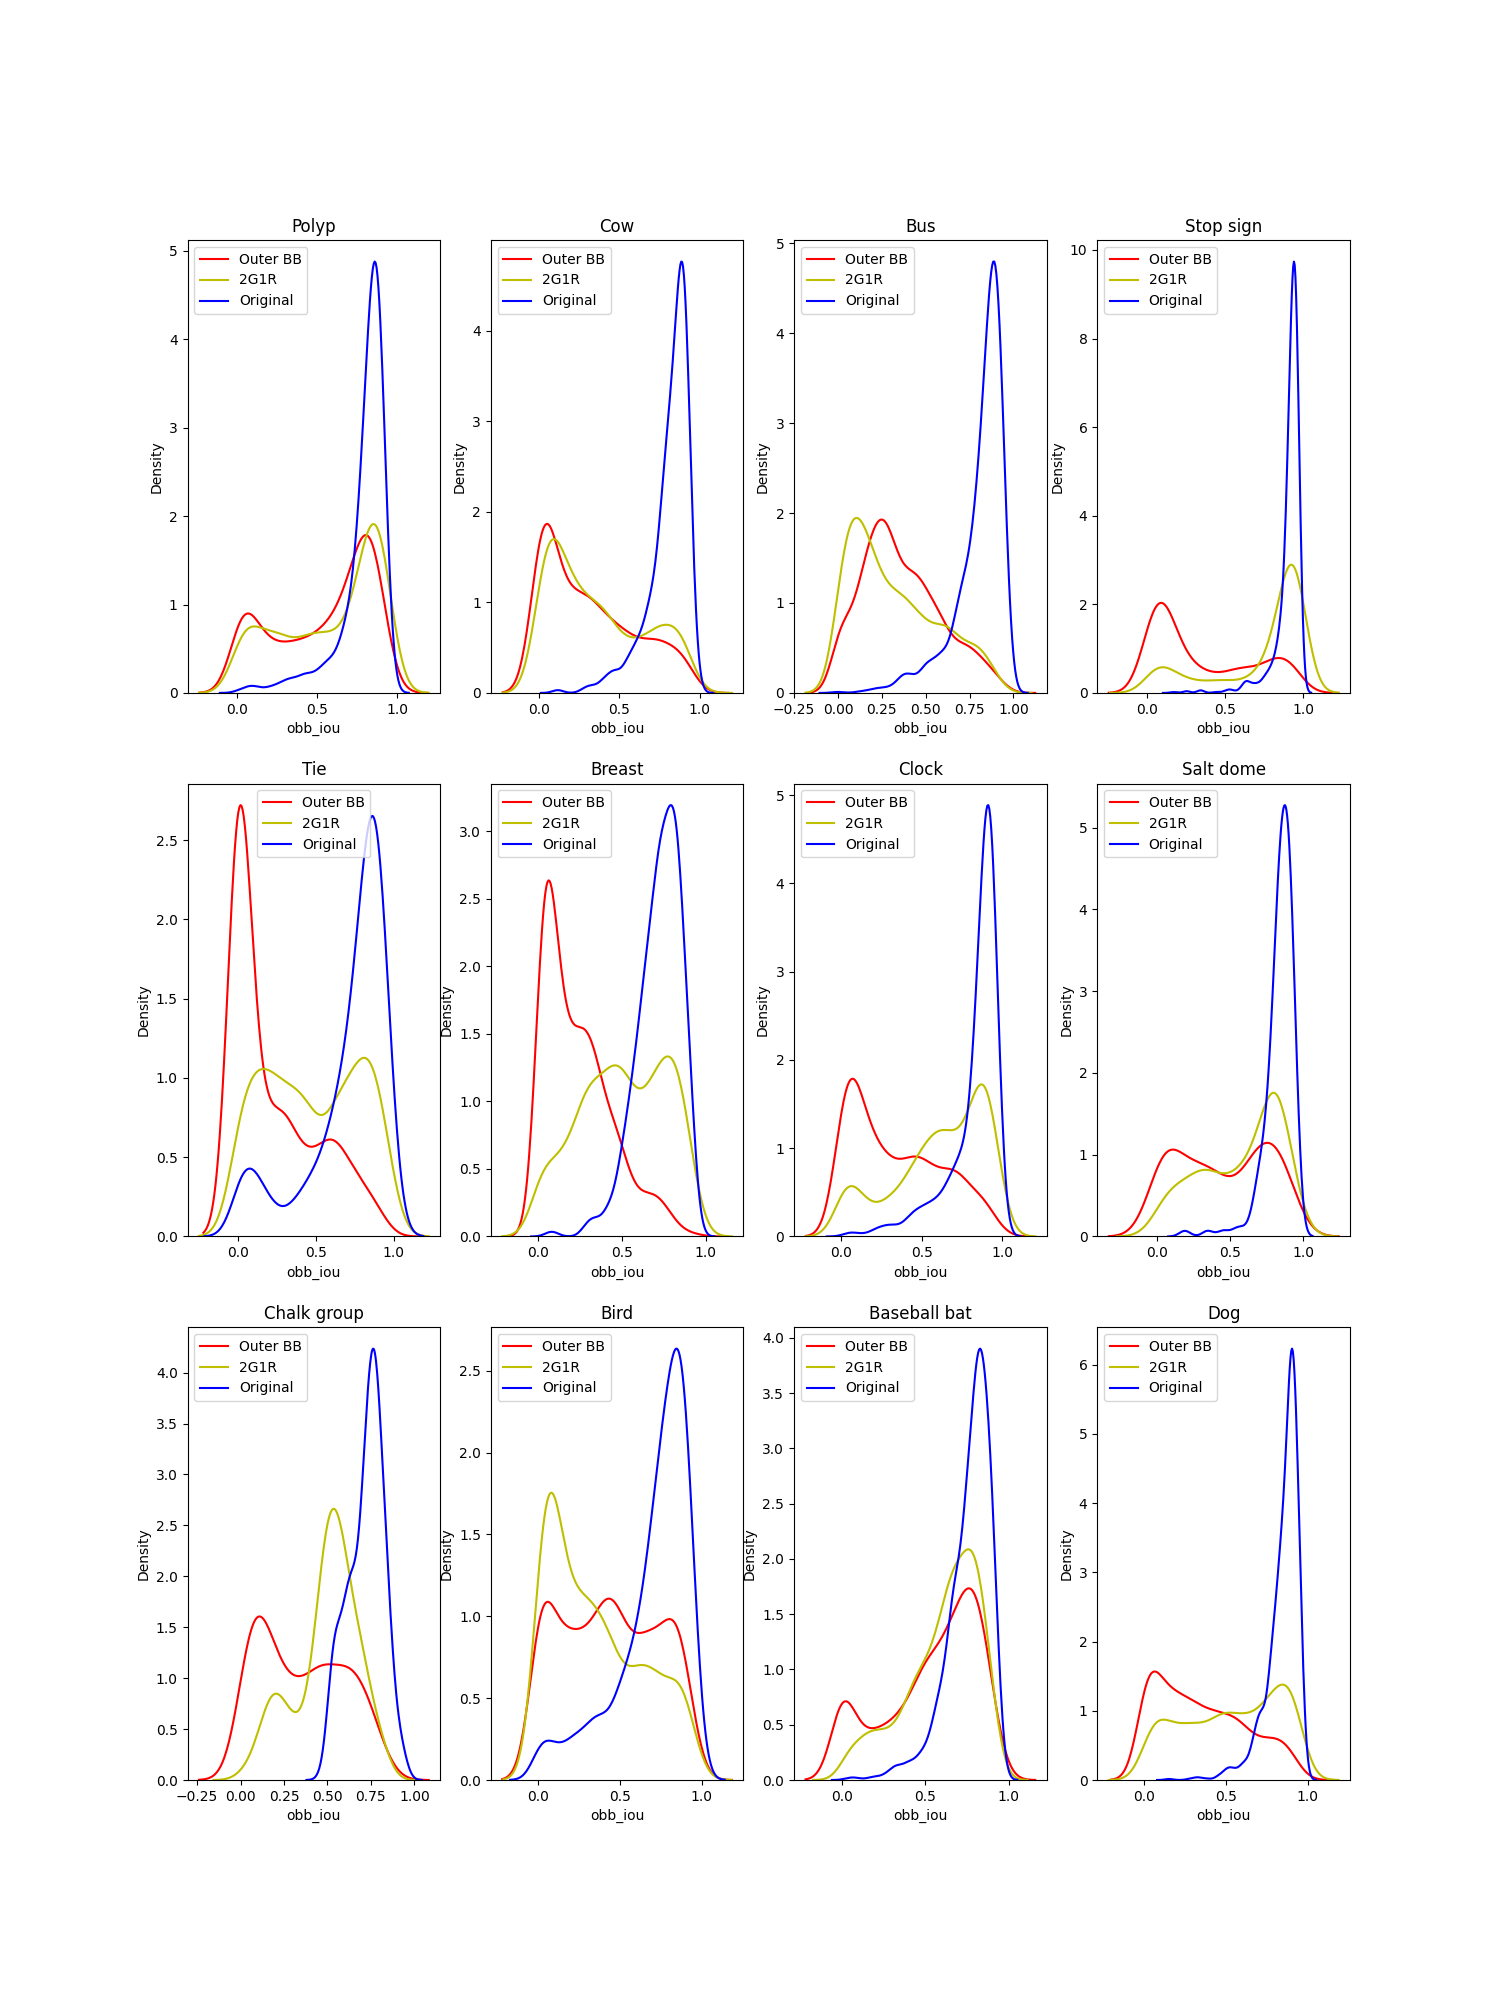 Polyp
Cow
Bus
Stop sign
5
4
3
2
1
0
Density
Outer BB
2G1R
Original
0.0 0.5 1.0
obb_iou
4
3
2
1
0
Density
Outer BB
2G1R
Original
0.0 0.5 1.0
obb_iou
5
4
3
2
1
0
Density
Outer BB
2G1R
Original
−0.25 0.00 0.25 0.50 0.75 1.00
obb_iou
10
8
6
4
2
0
Density
Outer BB
2G1R
Original
0.0 0.5 1.0
obb_iou
Tie
Breast
Clock
Salt dome
2.5
2.0
1.5
1.0
0.5
0.0
Density
Outer BB
2G1R
Original
0.0 0.5 1.0
obb_iou
3.0
2.5
2.0
1.5
1.0
0.5
0.0
Density
Outer BB
2G1R
Original
0.0 0.5 1.0
obb_iou
5
4
3
2
1
0
Density
Outer BB
2G1R
Original
0.0 0.5 1.0
obb_iou
5
4
3
2
1
0
Density
Outer BB
2G1R
Original
0.0 0.5 1.0
obb_iou
Chalk group
Bird
Baseball bat
Dog
4.0
3.5
3.0
2.5
2.0
1.5
1.0
0.5
0.0
Density
Outer BB
2G1R
Original
−0.25 0.00 0.25 0.50 0.75 1.00
obb_iou
2.5
2.0
1.5
1.0
0.5
0.0
Density
Outer BB
2G1R
Original
0.0 0.5 1.0
obb_iou
4.0
3.5
3.0
2.5
2.0
1.5
1.0
0.5
0.0
Density
Outer BB
2G1R
Original
0.0 0.5 1.0
obb_iou
6
5
4
3
2
1
0
Density
Outer BB
2G1R
Original
0.0 0.5 1.0
obb_iou